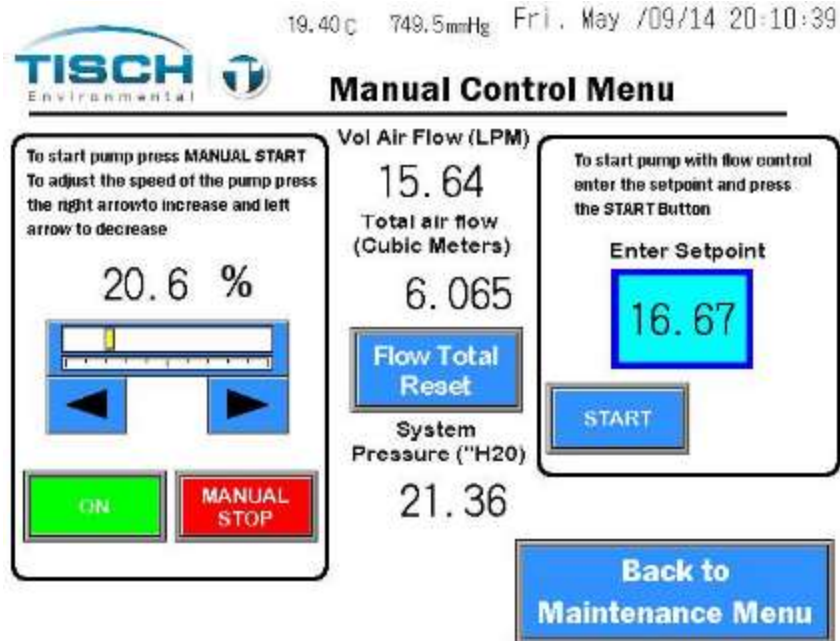 19.40 C 749.5mmHg Fri. May /09/14 20:10:39
TISCH
Environmental
Manual Control Menu
To start pump press MANUAL START
To adjust the speed of the pump press
the right arrowto increase and left
arrow to decrease
20.6 %
ON
MANUAL
STOP
Vol Air Flow (LPM)
15.64
Total air flow
(Cubic Meters)
6.065
Flow Total
Reset
System
Pressure ("H20)
21.36
To start pump with flow control
enter the setpoint and press
the START Button
Enter Setpoint
16.67
START
Back to
Maintenance Menu